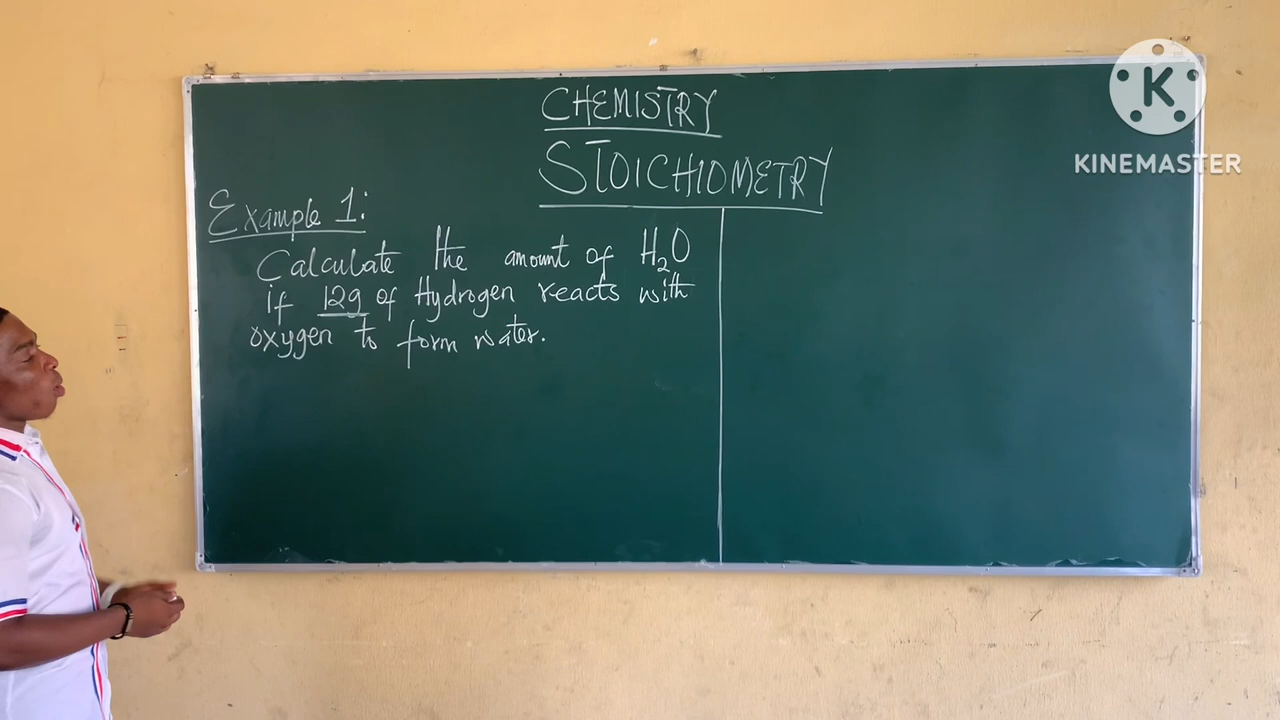 CHEMISTRY
STOICHIOMETRY
Example 1:
Calculate the amount of H₂O
if 12g of Hydrogen reacts with
oxygen to form water.
K
KINEMASTER